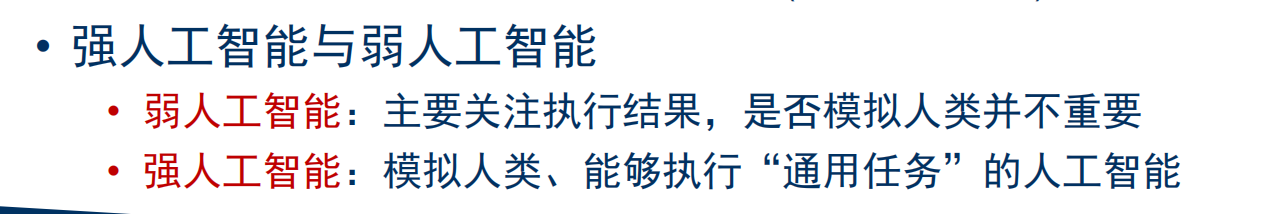 • 强人工智能与弱人工智能
• 弱人工智能：主要关注执行结果，是否模拟人类并不重要
• 强人工智能：模拟人类、能够执行“通用任务”的人工智能